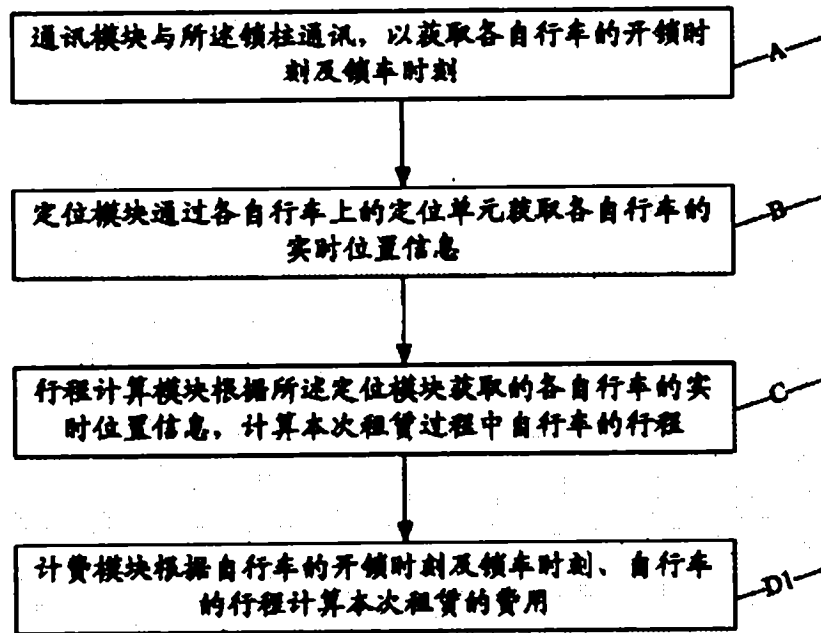 通讯模块与所述锁柱通讯，以获取各自行车的开锁时
刻及锁车时刻
A
定位模块通过各自行车上的定位单元获取各自行车的
实时位置信息
B
行程计算模块根据所述定位模块获取的各自行车的实
时位置信息，计算本次租赁过程中自行车的行程
C
计费模块根据自行车的开锁时刻及锁车时刻、自行车
的行程计算本次租赁的费用
D1